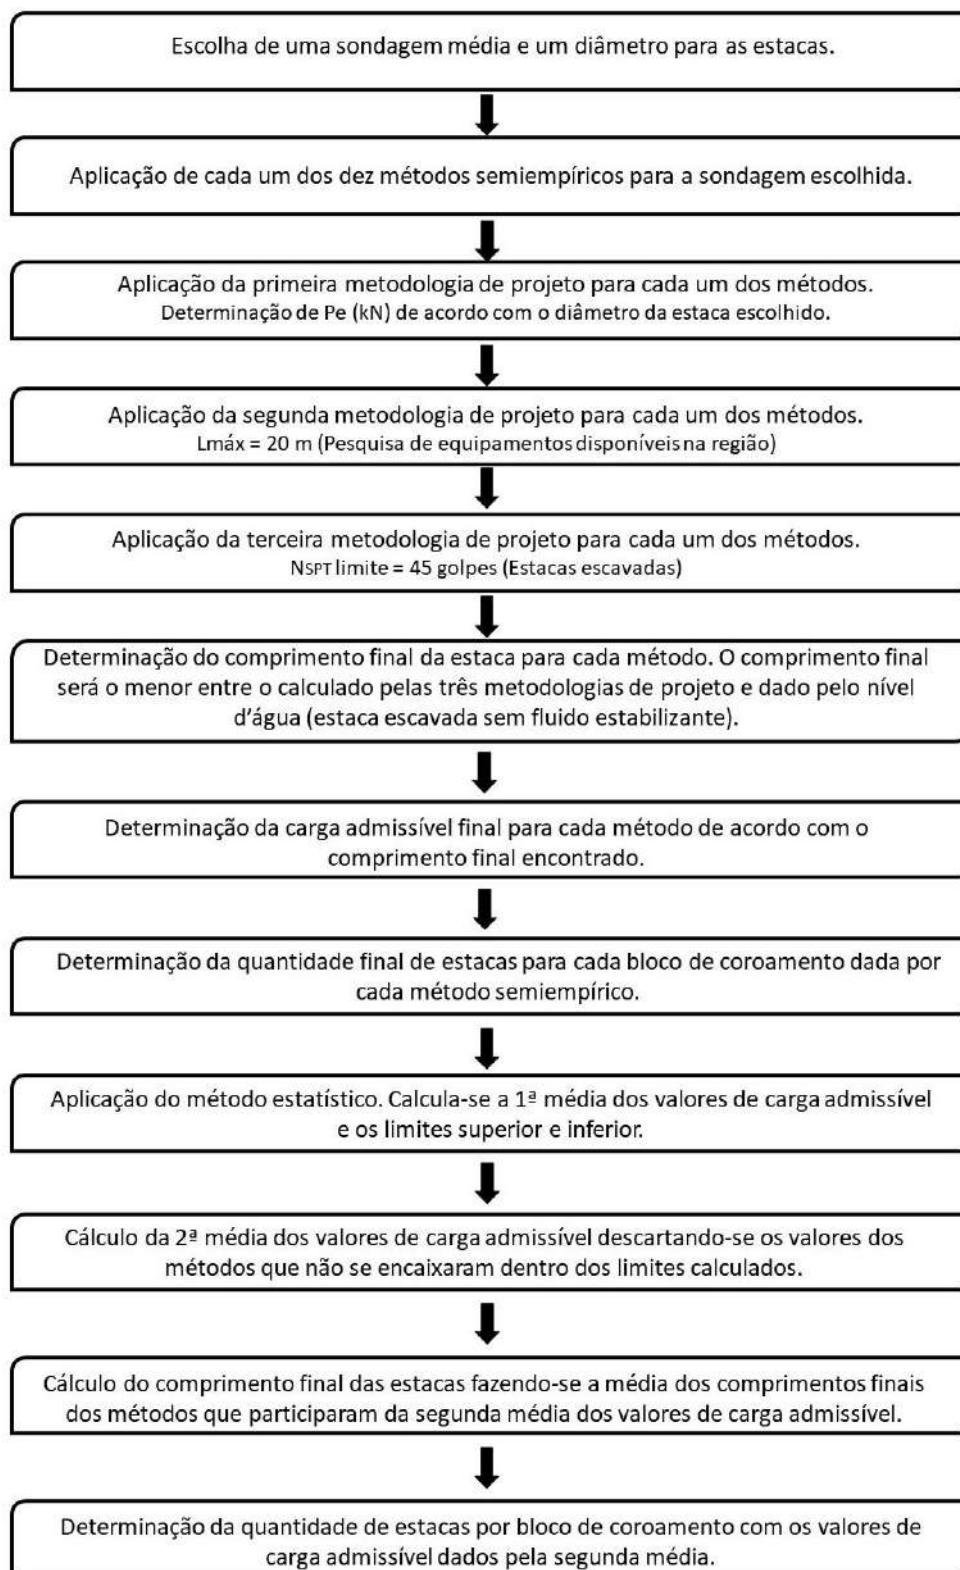 Escolha de uma sondagem média e um diâmetro para as estacas.
Aplicação de cada um dos dez métodos semiempíricos para a sondagem escolhida.
Aplicação da primeira metodologia de projeto para cada um dos métodos.
Determinação de Pe (kN) de acordo com o diâmetro da estaca escolhido.
Aplicação da segunda metodologia de projeto para cada um dos métodos.
Lmáx = 20 m (Pesquisa de equipamentos disponíveis na região)
Aplicação da terceira metodologia de projeto para cada um dos métodos.
NSPT limite = 45 golpes (Estacas escavadas)
Determinação do comprimento final da estaca para cada método. O comprimento final
será o menor entre o calculado pelas três metodologias de projeto e dado pelo nível
d’água (estaca escavada sem fluido estabilizante).
Determinação da carga admissível final para cada método de acordo com o
comprimento final encontrado.
Determinação da quantidade final de estacas para cada bloco de coroamento dada por
cada método semiempírico.
Aplicação do método estatístico. Calcula-se a 1ª média dos valores de carga admissível
e os limites superior e inferior.
Cálculo da 2ª média dos valores de carga admissível descartando-se os valores dos
métodos que não se encaixaram dentro dos limites calculados.
Cálculo do comprimento final das estacas fazendo-se a média dos comprimentos finais
dos métodos que participaram da segunda média dos valores de carga admissível.
Determinação da quantidade de estacas por bloco de coroamento com os valores de
carga admissível dados pela segunda média.